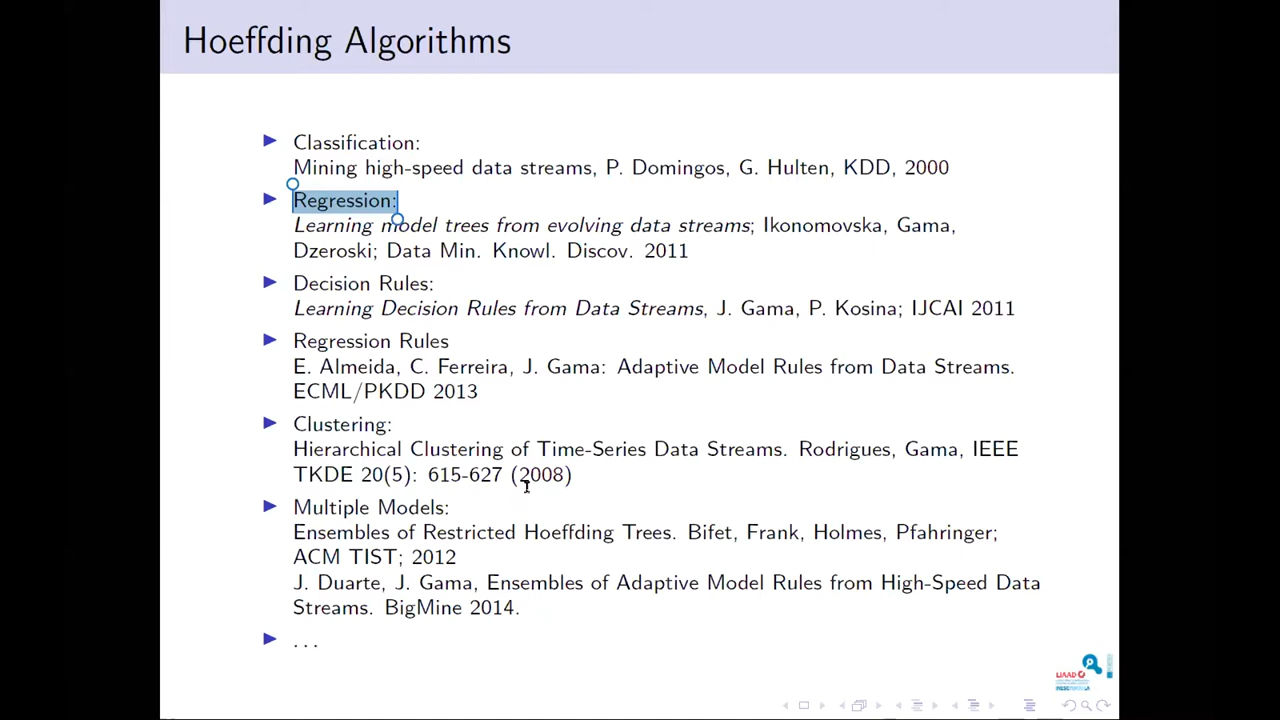 Hoeffding Algorithms
Classification:
Mining high-speed data streams, P. Domingos, G. Hulten, KDD, 2000
Regression:
Learning model trees from evolving data streams; Ikonomovska, Gama,
Dzeroski; Data Min. Knowl. Discov. 2011
Decision Rules:
Learning Decision Rules from Data Streams, J. Gama, P. Kosina; IJCAI 2011
Regression Rules
E. Almeida, C. Ferreira, J. Gama: Adaptive Model Rules from Data Streams.
ECML/PKDD 2013
Clustering:
Hierarchical Clustering of Time-Series Data Streams. Rodrigues, Gama, IEEE
TKDE 20(5): 615-627 (2008)
Multiple Models:
Ensembles of Restricted Hoeffding Trees. Bifet, Frank, Holmes, Pfahringer;
ACM TIST; 2012
J. Duarte, J. Gama, Ensembles of Adaptive Model Rules from High-Speed Data
Streams. BigMine 2014.
...
LIAAD